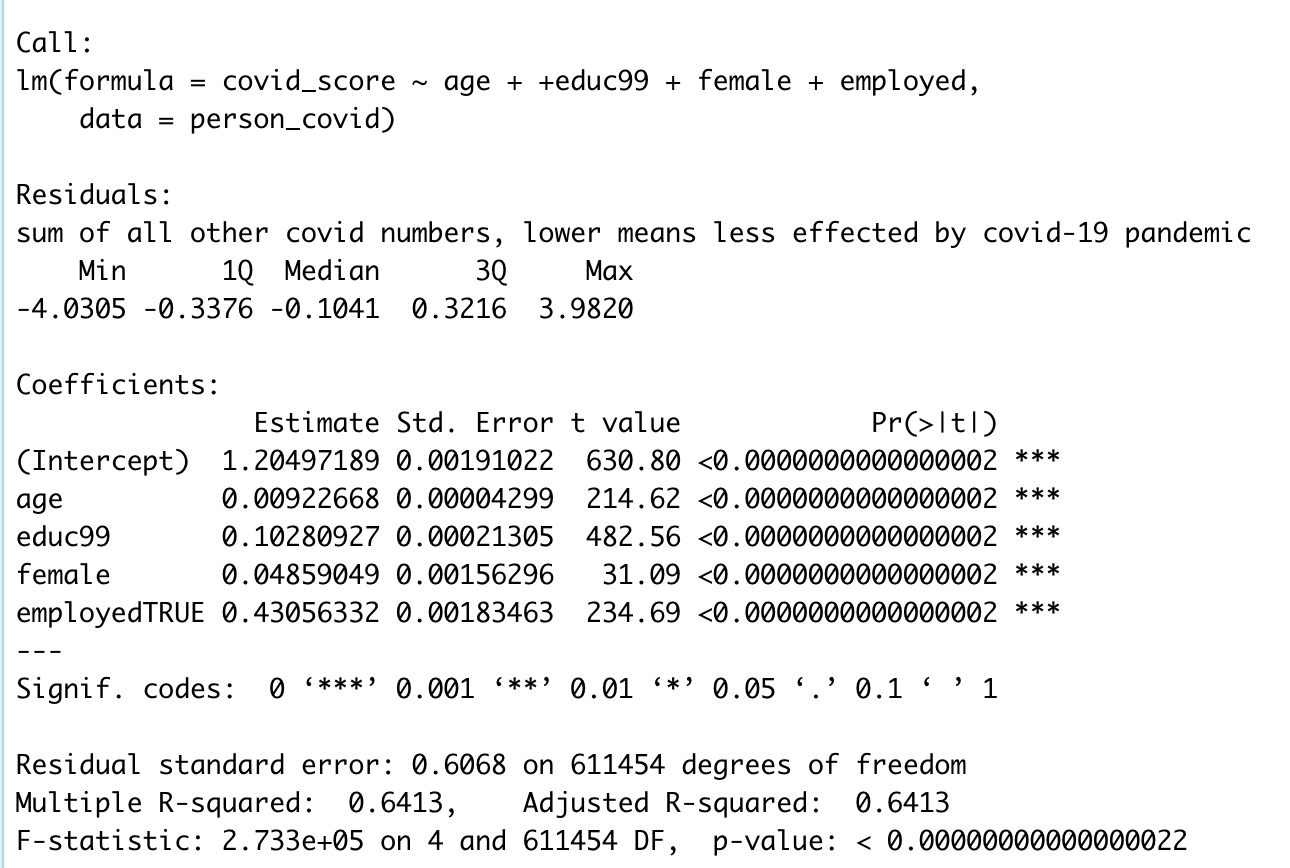 Call:
lm(formula = covid_score ~ age + +educ99 + female + employed,
    data = person_covid)
Residuals:
sum of all other covid numbers, lower means less effected by covid-19 pandemic
    Min      1Q  Median      3Q     Max
-4.0305 -0.3376 -0.1041  0.3216  3.9820
Coefficients:
               Estimate Std. Error t value            Pr(>|t|)
(Intercept)  1.20497189 0.00191022  630.80 <0.0000000000000002 ***
age          0.00922668 0.00004299  214.62 <0.0000000000000002 ***
educ99       0.10280927 0.00021305  482.56 <0.0000000000000002 ***
female       0.04859049 0.00156296   31.09 <0.0000000000000002 ***
employedTRUE 0.43056332 0.00183463  234.69 <0.0000000000000002 ***
---
Signif. codes:  0 ‘***’ 0.001 ‘**’ 0.01 ‘*’ 0.05 ‘.’ 0.1 ‘ ’ 1
Residual standard error: 0.6068 on 611454 degrees of freedom
Multiple R-squared:  0.6413,    Adjusted R-squared:  0.6413
F-statistic: 2.733e+05 on 4 and 611454 DF,  p-value: < 0.00000000000000022